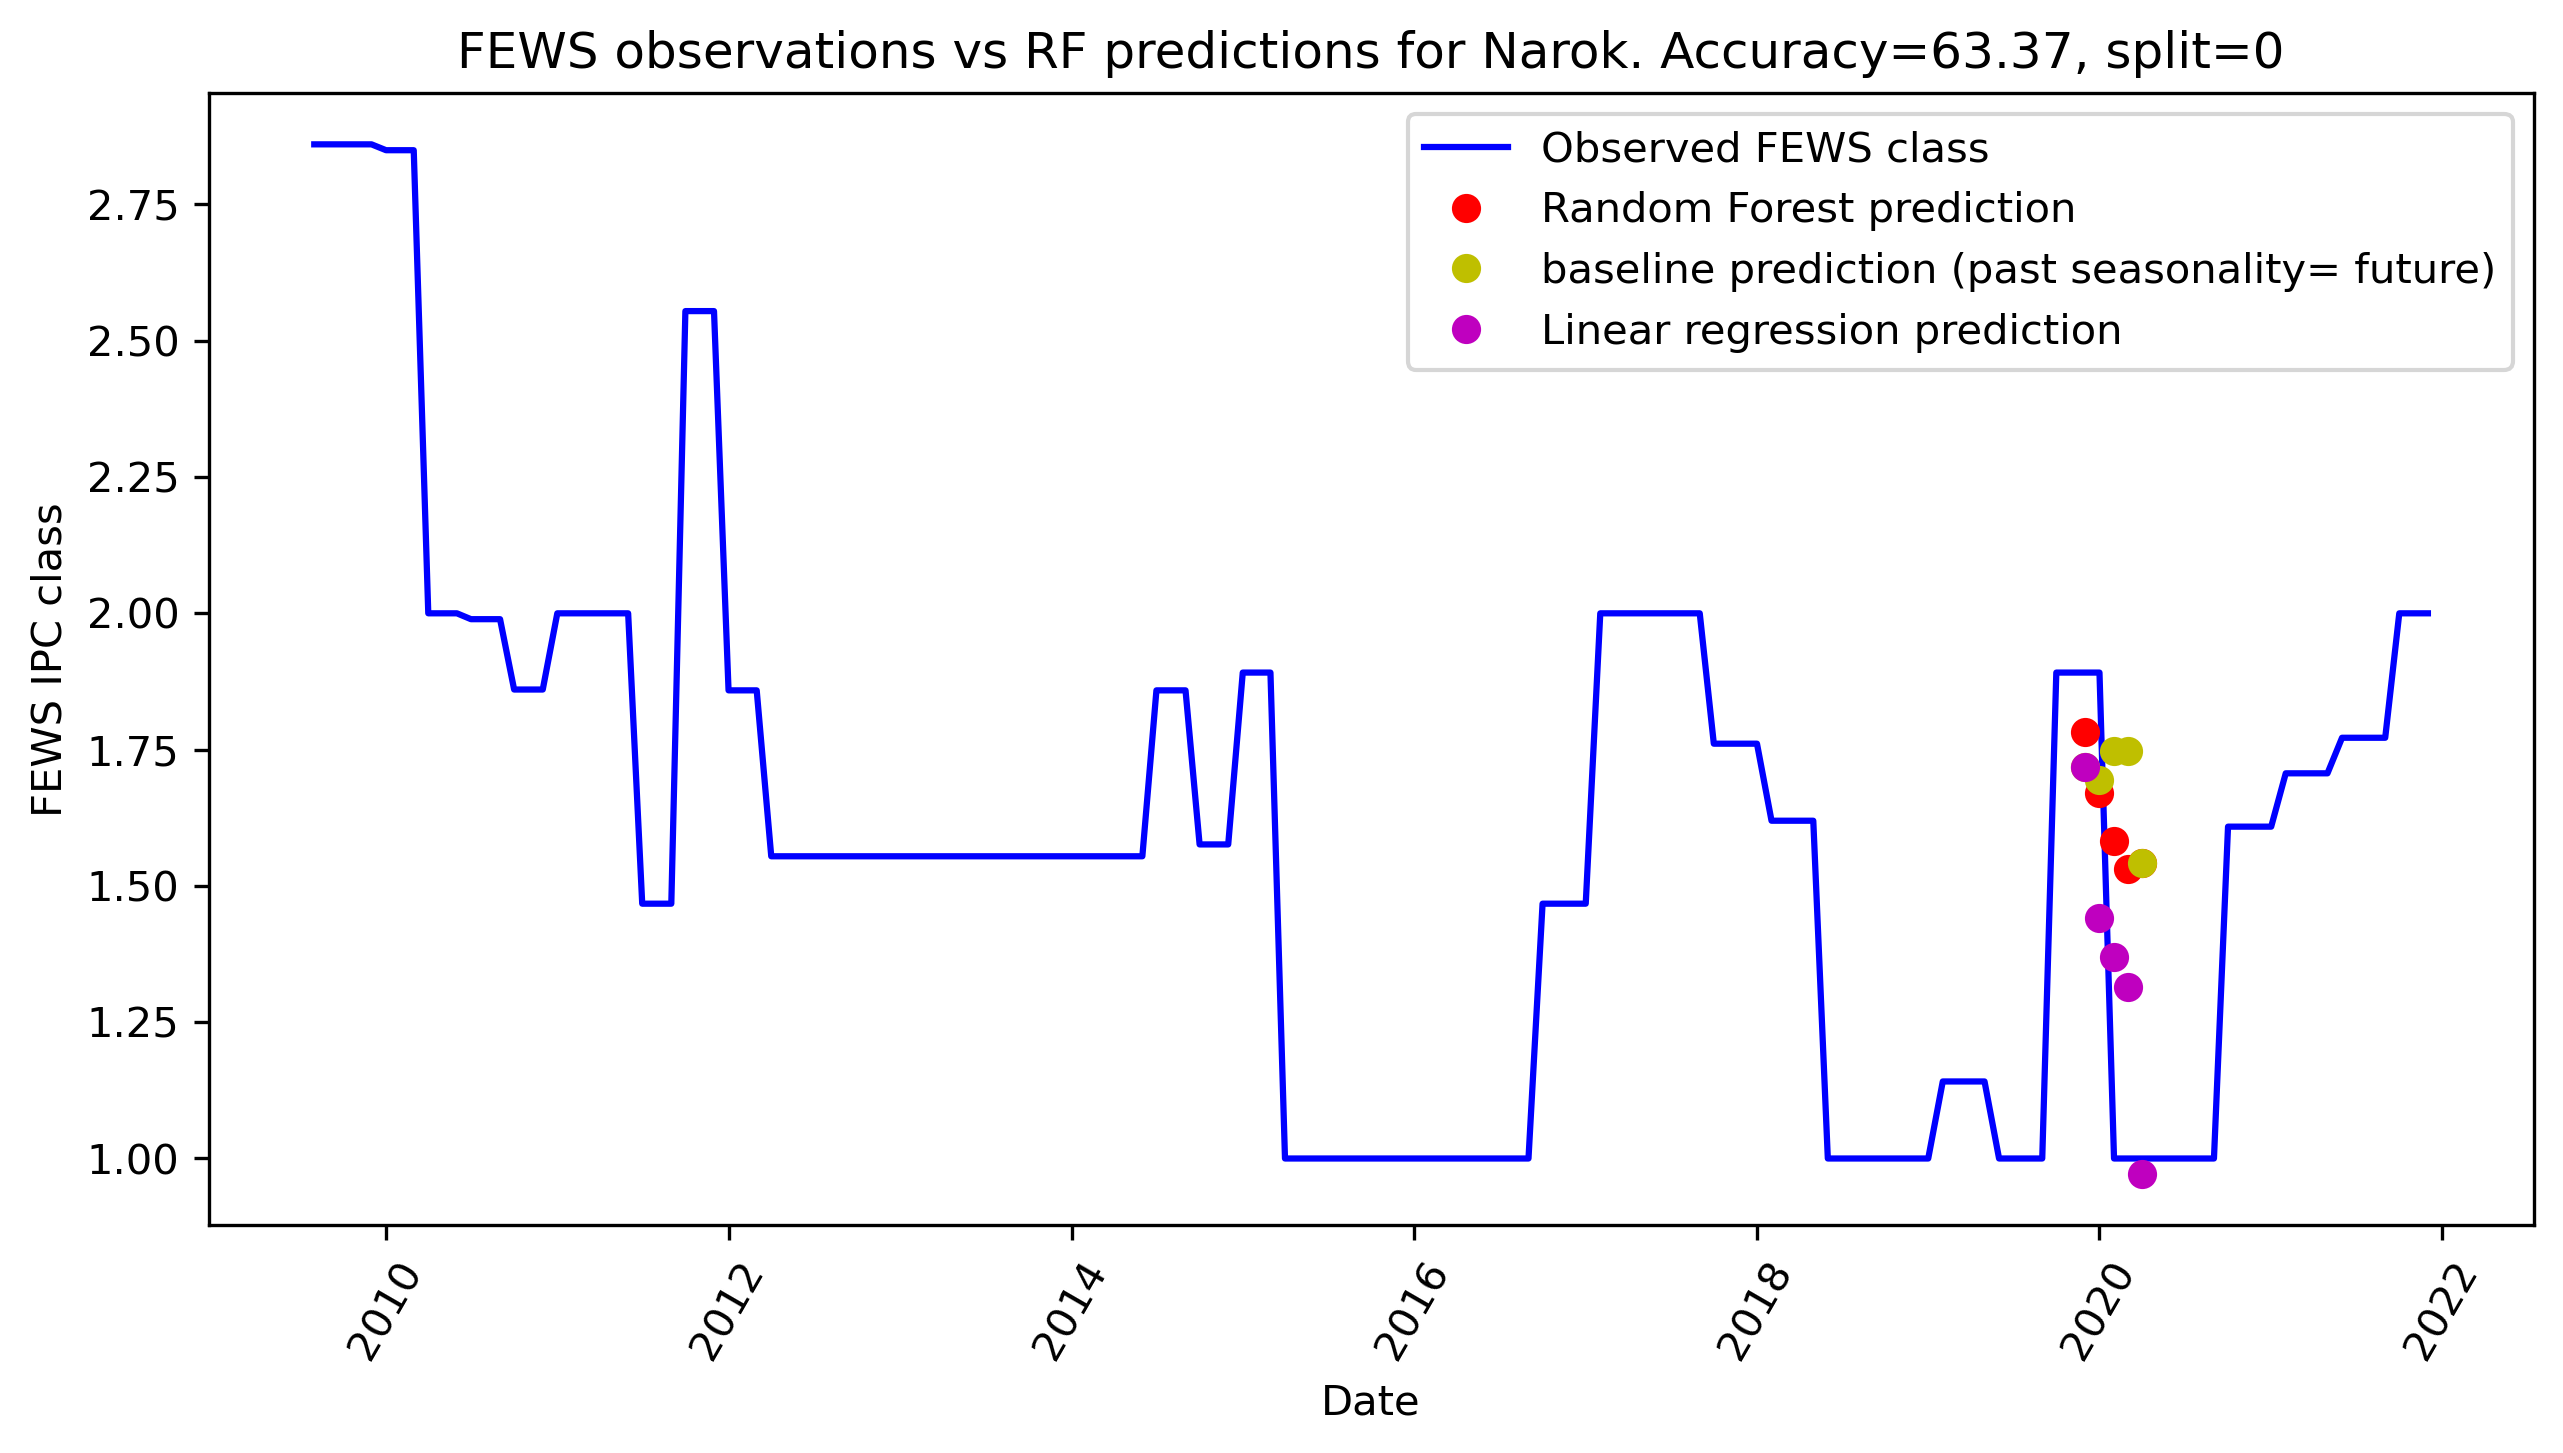 FEWS observations vs RF predictions for Narok. Accuracy=63.37, split=0
Observed FEWS class
Random Forest prediction
baseline prediction (past seasonality= future)
Linear regression prediction
FEWS IPC class
2.75
2.50
2.25
2.00
1.75
1.50
1.25
1.00
2010
2012
2014
2016
2018
2020
2022
Date